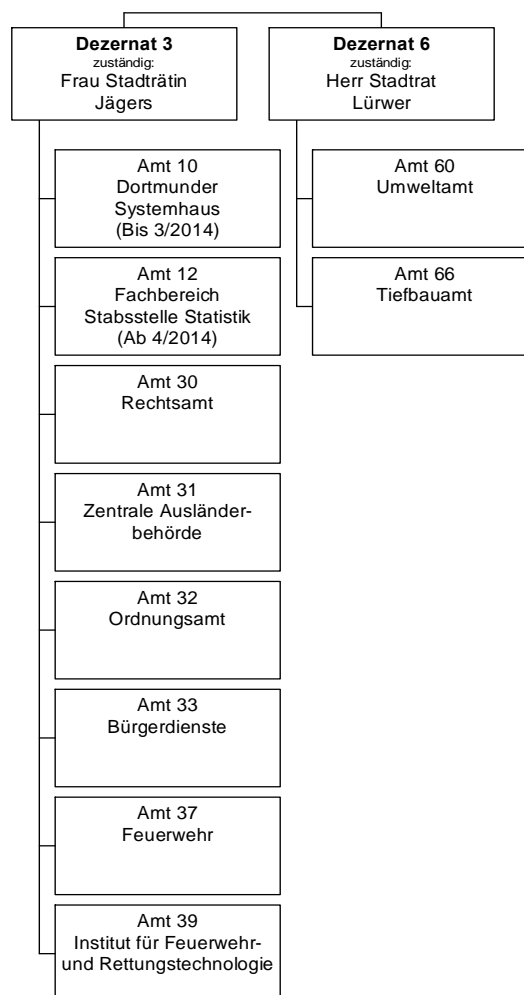 Dezernat 3
zuständig:
Frau Stadträtin
Jägers
Amt 10
Dortmunder
Systemhaus
(Bis 3/2014)
Amt 12
Fachbereich
Stabsstelle Statistik
(Ab 4/2014)
Amt 30
Rechtsamt
Amt 31
Zentrale Ausländer-
behörde
Amt 32
Ordnungsamt
Amt 33
Bürgerdienste
Amt 37
Feuerwehr
Amt 39
Institut für Feuerwehr-
und Rettungstechnologie
Dezernat 6
zuständig:
Herr Stadtrat
Lürwer
Amt 60
Umweltamt
Amt 66
Tiefbauamt